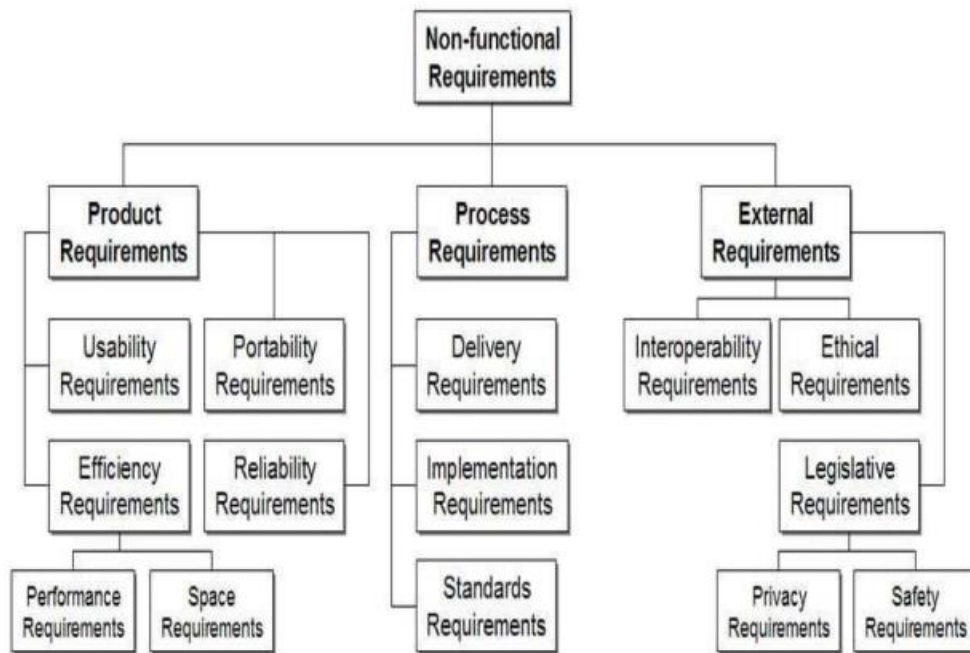 Non-functional
Requirements
Product
Requirements
Process
Requirements
External
Requirements
Usability
Requirements
Portability
Requirements
Delivery
Requirements
Interoperability
Requirements
Ethical
Requirements
Efficiency
Requirements
Reliability
Requirements
Implementation
Requirements
Legislative
Requirements
Performance
Requirements
Space
Requirements
Standards
Requirements
Privacy
Requirements
Safety
Requirements